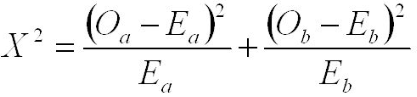 X² = (Oₐ − Eₐ)² / Eₐ + (O_b − E_b)² / E_b